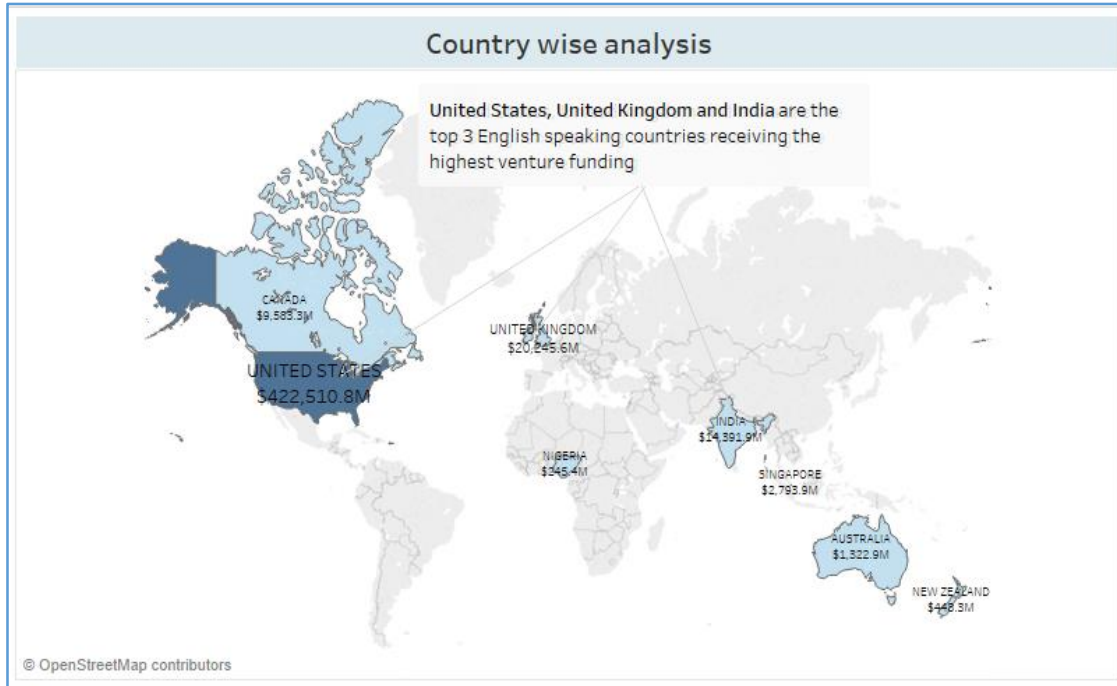 Country wise analysis
United States, United Kingdom and India are the
top 3 English speaking countries receiving the
highest venture funding
CANADA
$9,583.3M
UNITED KINGDOM
$20,245.6M
UNITED STATES
$422,510.8M
INDIA
$14,391.9M
NIGERIA
$245.4M
SINGAPORE
$2,793.9M
AUSTRALIA
$1,322.9M
NEW ZEALAND
$448.3M
© OpenStreetMap contributors